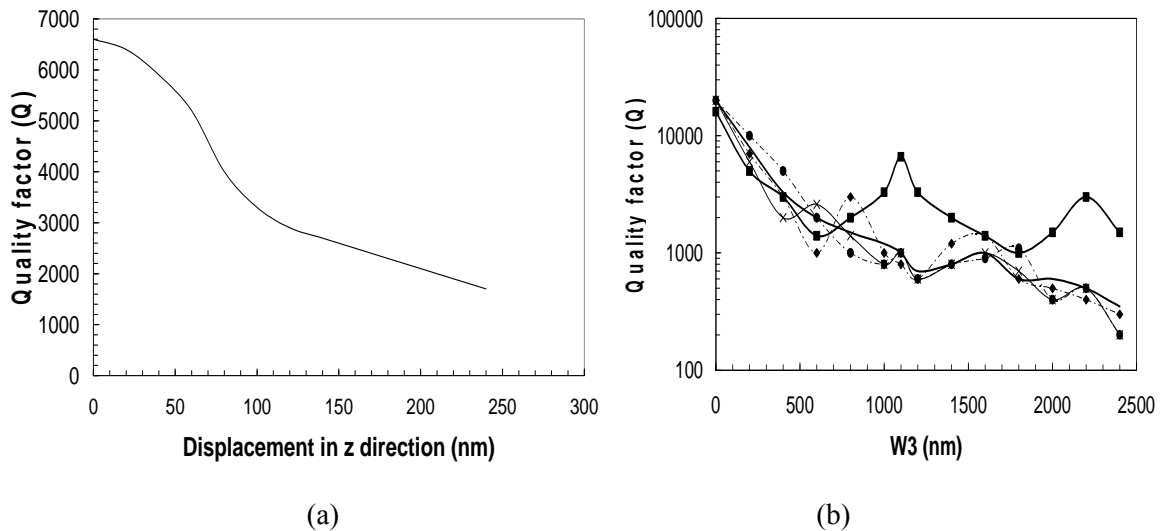 7000
6000
5000
4000
3000
2000
1000
0
Quality factor (Q)
0 50 100 150 200 250 300
Displacement in z direction (nm)
(a)
100000
10000
1000
100
Quality factor (Q)
0 500 1000 1500 2000 2500
W3 (nm)
(b)